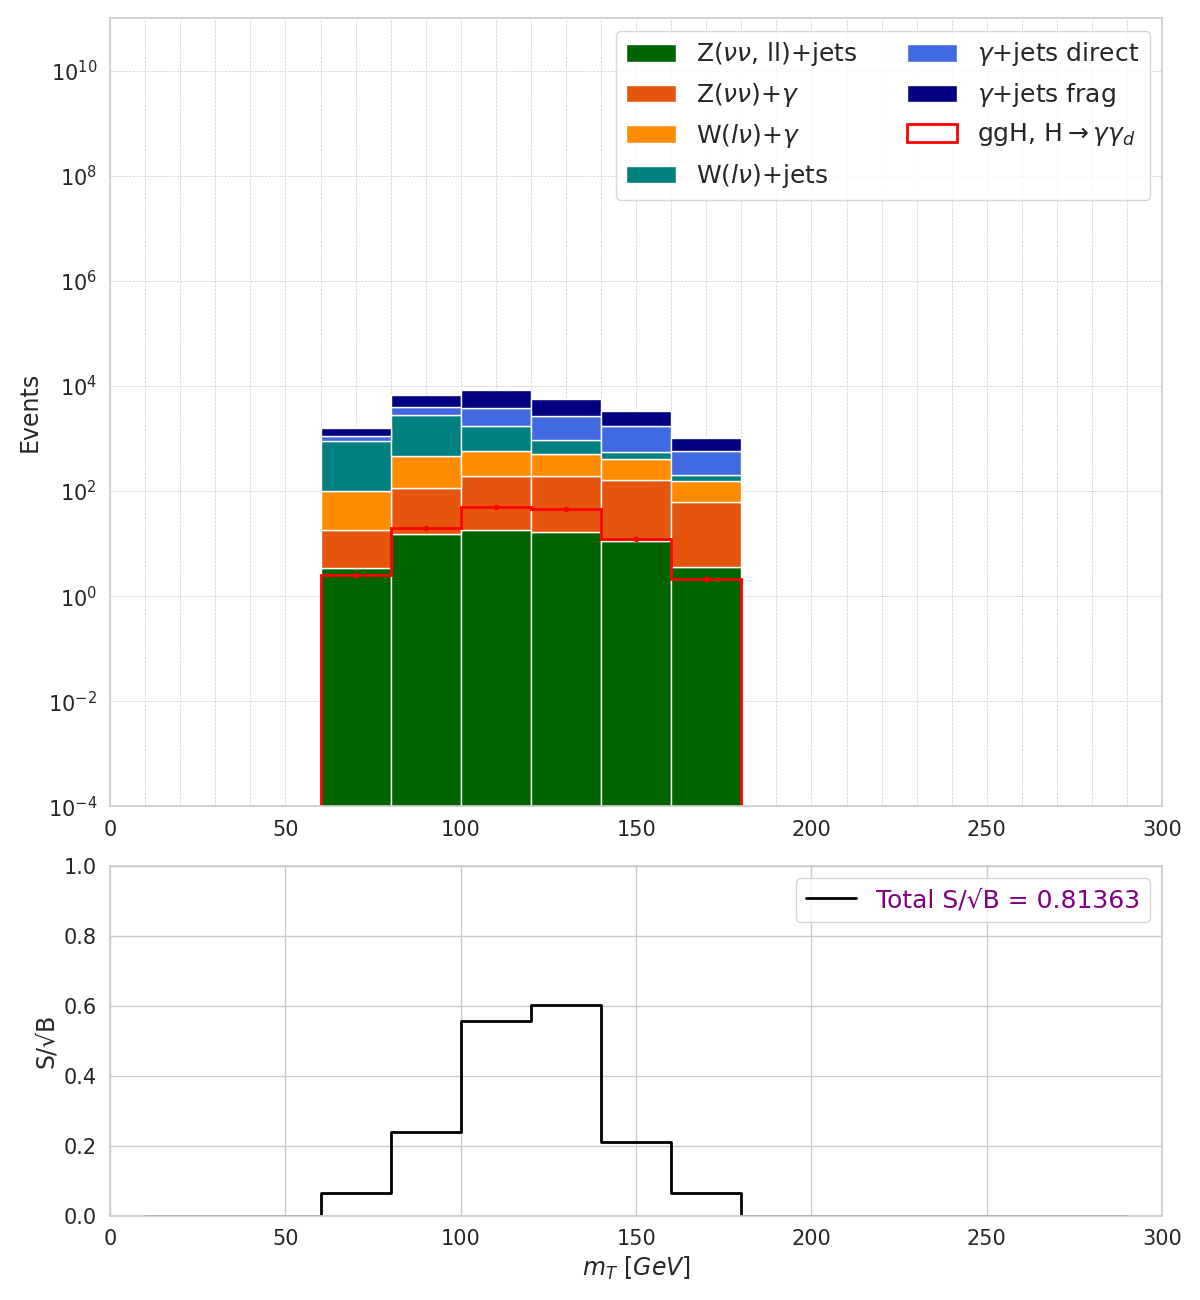 Z(νν, ll)+jets
Z(νν)+γ
W(lν)+γ
W(lν)+jets
γ+jets direct
γ+jets frag
ggH, H→γγ_d
10^10
10^8
10^6
10^4
10^2
10^0
10^−2
10^−4
Events
0 50 100 150 200 250 300
Total S/√B = 0.81363
1.0
0.8
0.6
0.4
0.2
0.0
S/√B
0 50 100 150 200 250 300
m_T [GeV]